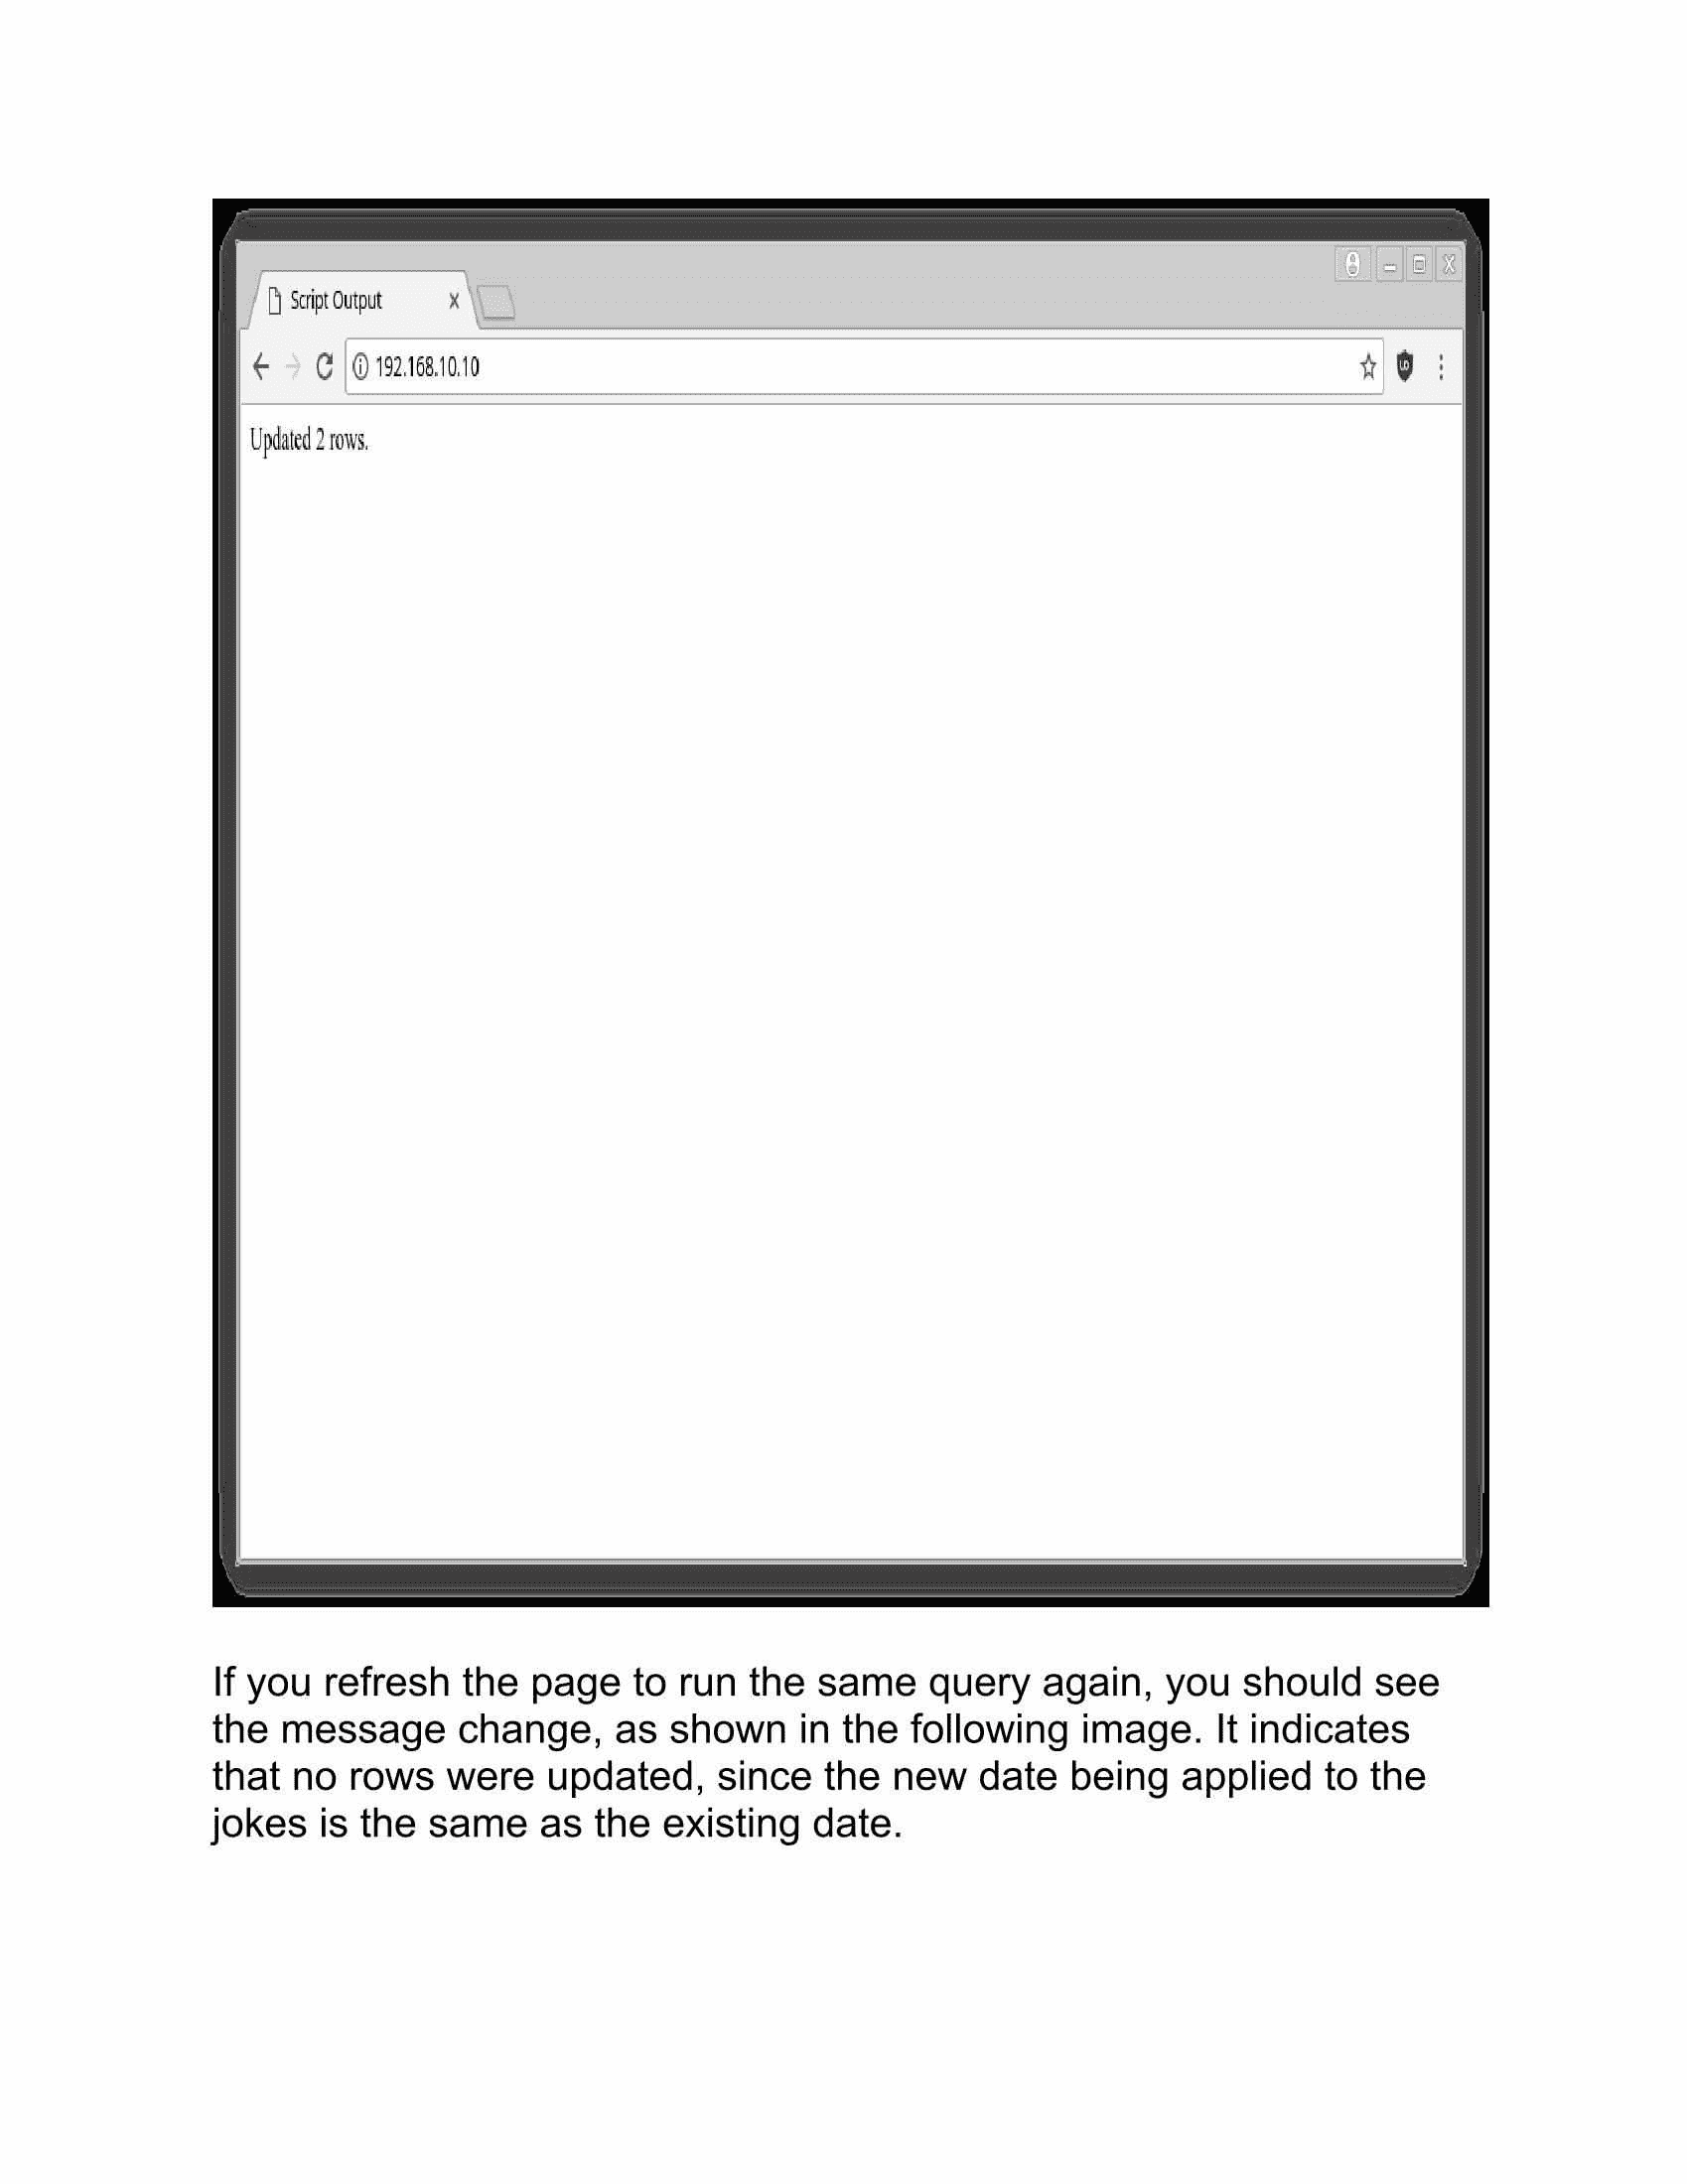 Script Output
192.168.10.10
Updated 2 rows.
If you refresh the page to run the same query again, you should see
the message change, as shown in the following image. It indicates
that no rows were updated, since the new date being applied to the
jokes is the same as the existing date.